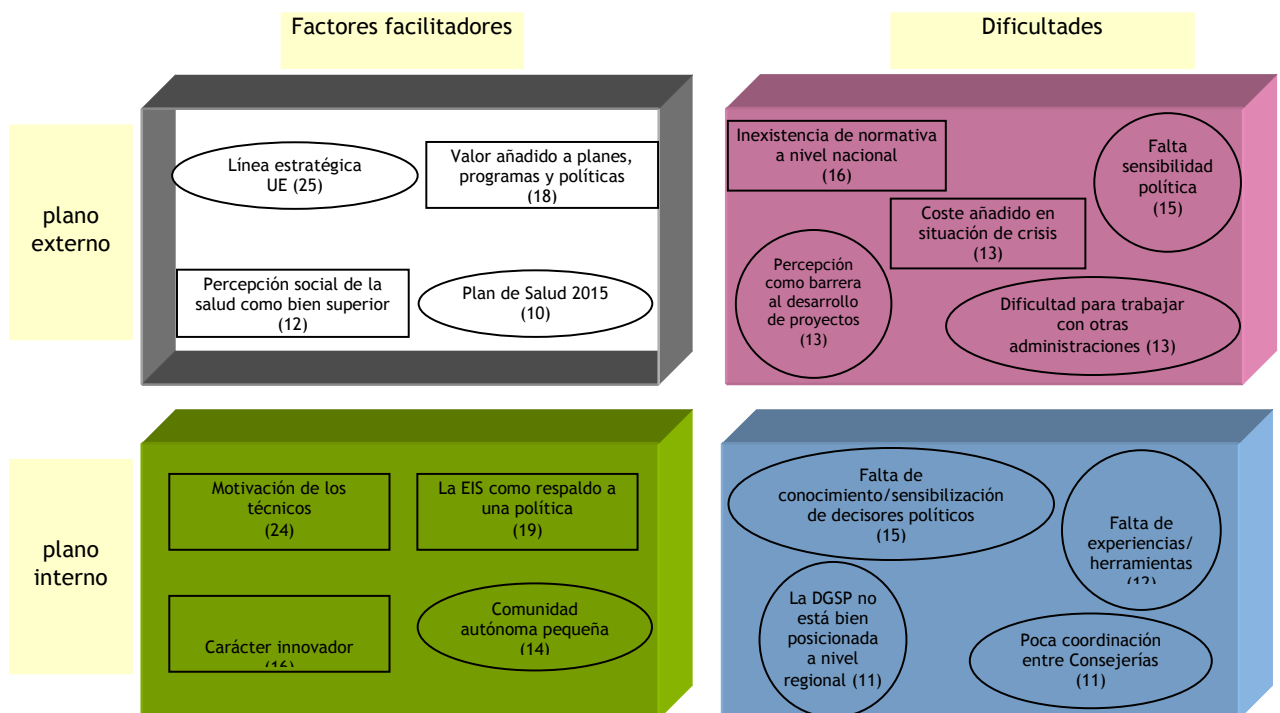 Factores facilitadores
Dificultades
plano
externo
Línea estratégica
UE (25)
Valor añadido a planes,
programas y políticas
(18)
Percepción social de la
salud como bien superior
(12)
Plan de Salud 2015
(10)
Inexistencia de normativa
a nivel nacional
(16)
Falta
sensibilidad
política
(15)
Coste añadido en
situación de crisis
(13)
Percepción
como barrera
al desarrollo
de proyectos
(13)
Dificultad para trabajar
con otras
administraciones (13)
plano
interno
Motivación de los
técnicos
(24)
La EIS como respaldo a
una política
(19)
Carácter innovador
(16)
Comunidad
autónoma pequeña
(14)
Falta de
conocimiento/sensibilización
de decisores políticos
(15)
Falta de
experiencias/
herramientas
(12)
La DGSP no
está bien
posicionada
a nivel
regional (11)
Poca coordinación
entre Consejerías
(11)